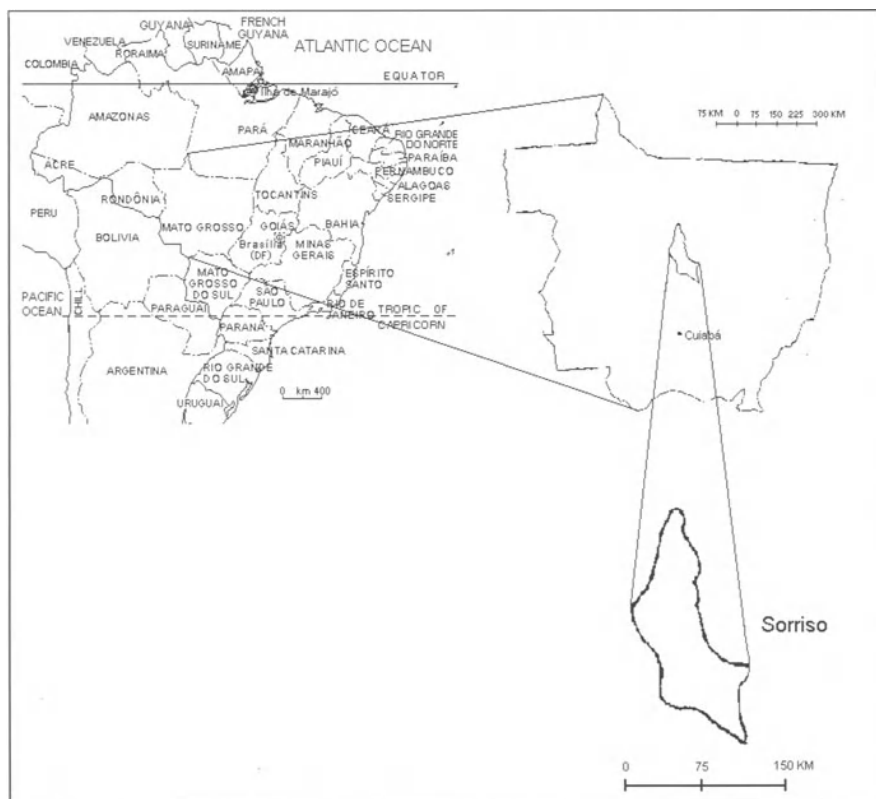 FRENCH
GUYANA
GUYANA
SURINAME
VENEZUELA
RORAIMA
ATLANTIC OCEAN
COLOMBIA
AMAPA
EQUATOR
Ilha de Marajó
AMAZONAS
PARÁ
CEARÁ
MARANHÃO
RIO GRANDE
DO NORTE
PIAUÍ
PARAÍBA
ACRE
PERNAMBUCO
ALAGOAS
TOCANTINS
SERGIPE
RONDÔNIA
PERU
MATO GROSSO
GOIÁS
BAHIA
BOLIVIA
Brasília
(DF)
MINAS
GERAIS
MATO
GROSSO
DO SUL
ESPÍRITO
SANTO
SÃO
PAULO
PACIFIC
OCEAN
CHILI
PARAGUAI
RIO DE
JANEIRO
TROPIC OF
CAPRICORN
PARANÁ
SANTA CATARINA
ARGENTINA
RIO GRANDE
DO SUL
0 km 400
URUGUAI
75 KM 0 75 150 225 300 KM
Cuiabá
Sorriso
0 75 150 KM